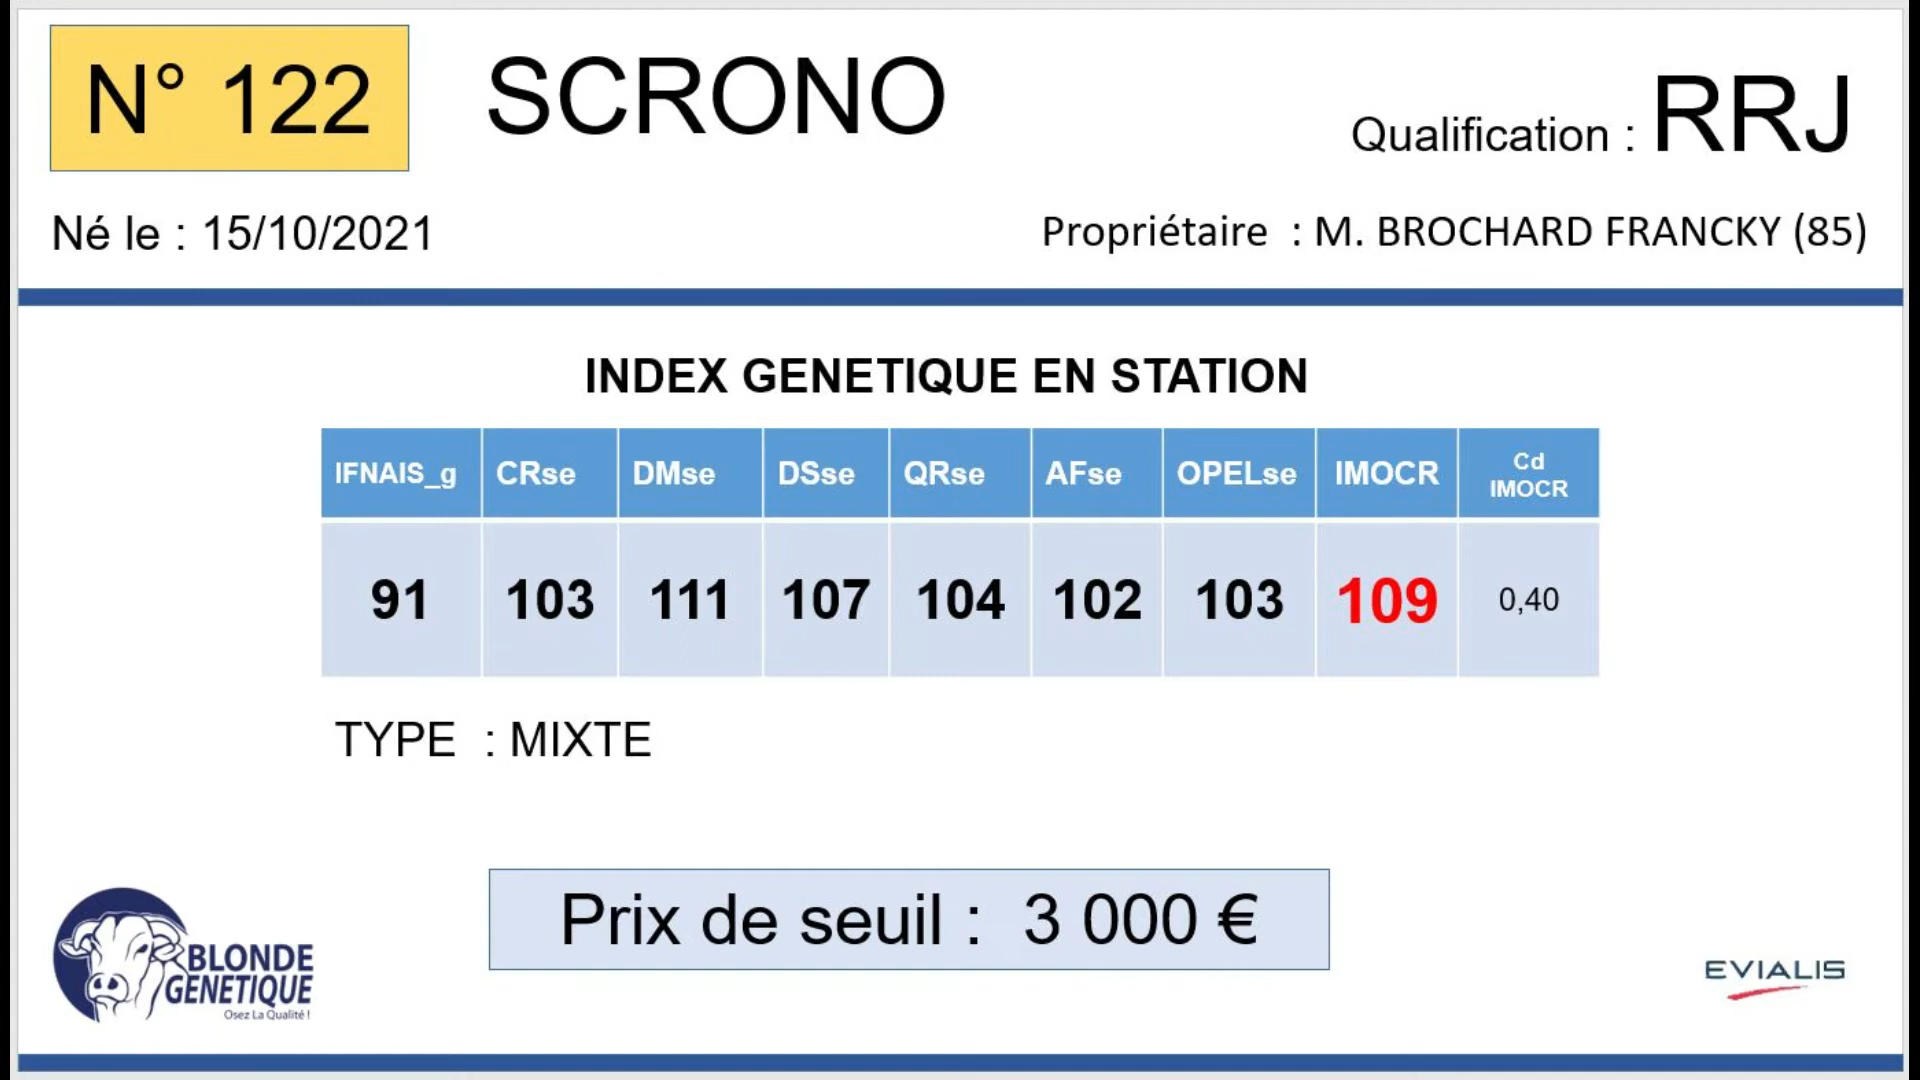 N° 122
SCRONO
Qualification : RRJ
Né le : 15/10/2021
Propriétaire : M. BROCHARD FRANCKY (85)
INDEX GENETIQUE EN STATION
IFNAIS_g CRse DMse DSse QRse AFse OPELse IMOCR Cd IMOCR
91 103 111 107 104 102 103 109 0,40
TYPE : MIXTE
Prix de seuil : 3 000 €
BLONDE
GENETIQUE
Osez La Qualité !
EVIALIS